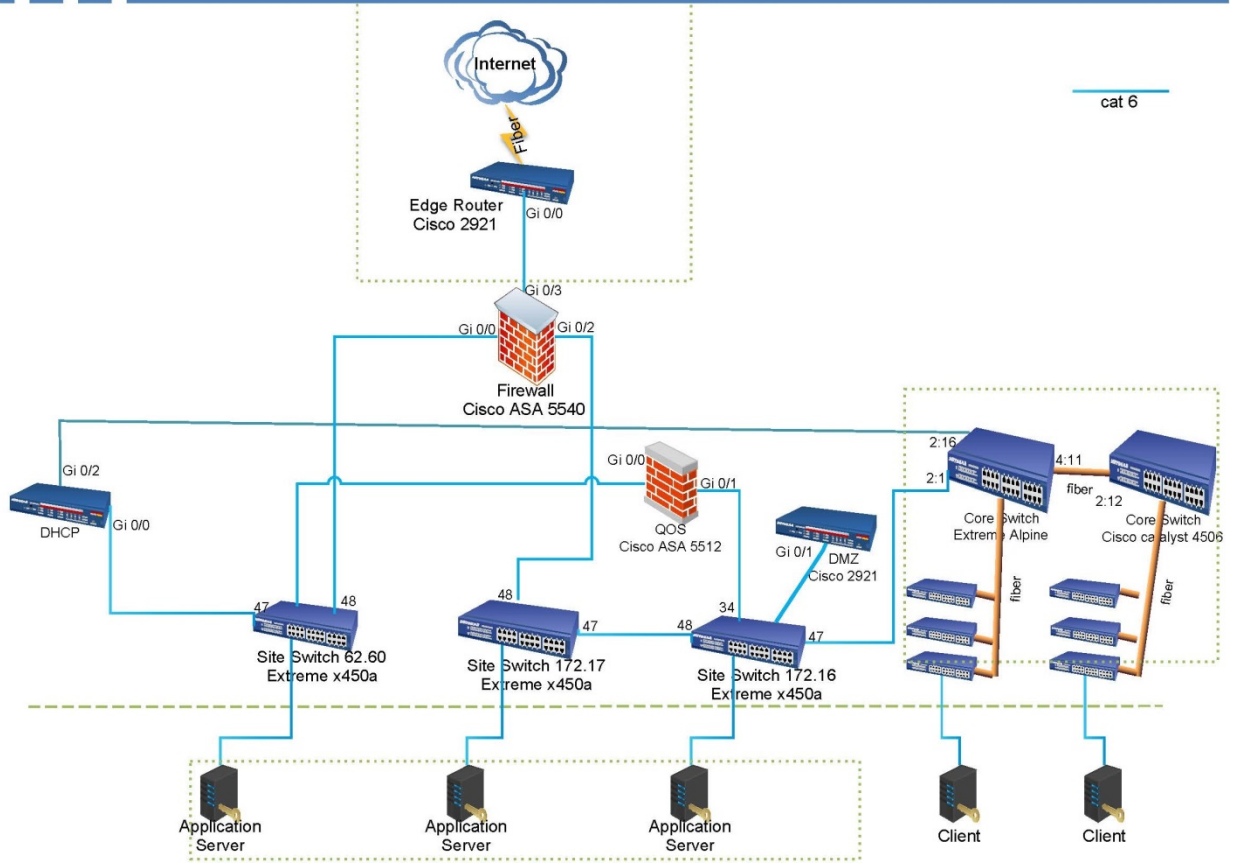 Internet
cat 6
Fiber
Edge Router
Cisco 2921
Gi 0/0
Gi 0/3
Gi 0/0
Gi 0/2
Firewall
Cisco ASA 5540
2:16
4:11
2:1
fiber
2:12
Core Switch
Extreme Alpine
Core Switch
Cisco catalyst 4506
Gi 0/2
Gi 0/0
DHCP
Gi 0/0
Gi 0/1
QOS
Cisco ASA 5512
Gi 0/1
DMZ
Cisco 2921
fiber
fiber
47
48
Site Switch 62.60
Extreme x450a
48
47
Site Switch 172.17
Extreme x450a
34
48
47
Site Switch 172.16
Extreme x450a
Application
Server
Application
Server
Application
Server
Client
Client